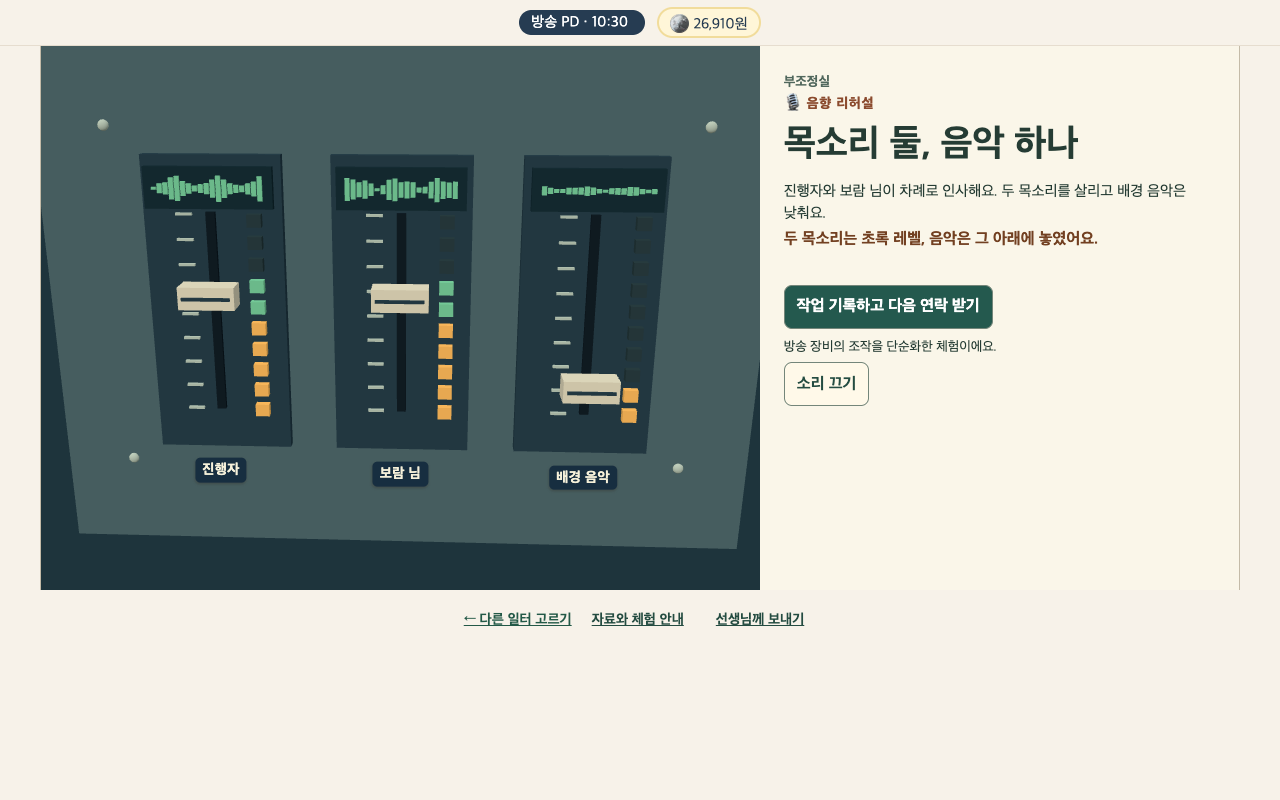 방송 PD · 10:30
26,910원
부조정실
음향 리허설
목소리 둘, 음악 하나
진행자와 보람 님이 차례로 인사해요. 두 목소리를 살리고 배경 음악은
낮춰요.
두 목소리는 초록 레벨, 음악은 그 아래에 놓였어요.
작업 기록하고 다음 연락 받기
방송 장비의 조작을 단순화한 체험이에요.
소리 끄기
진행자
보람 님
배경 음악
← 다른 일터 고르기
자료와 체험 안내
선생님께 보내기